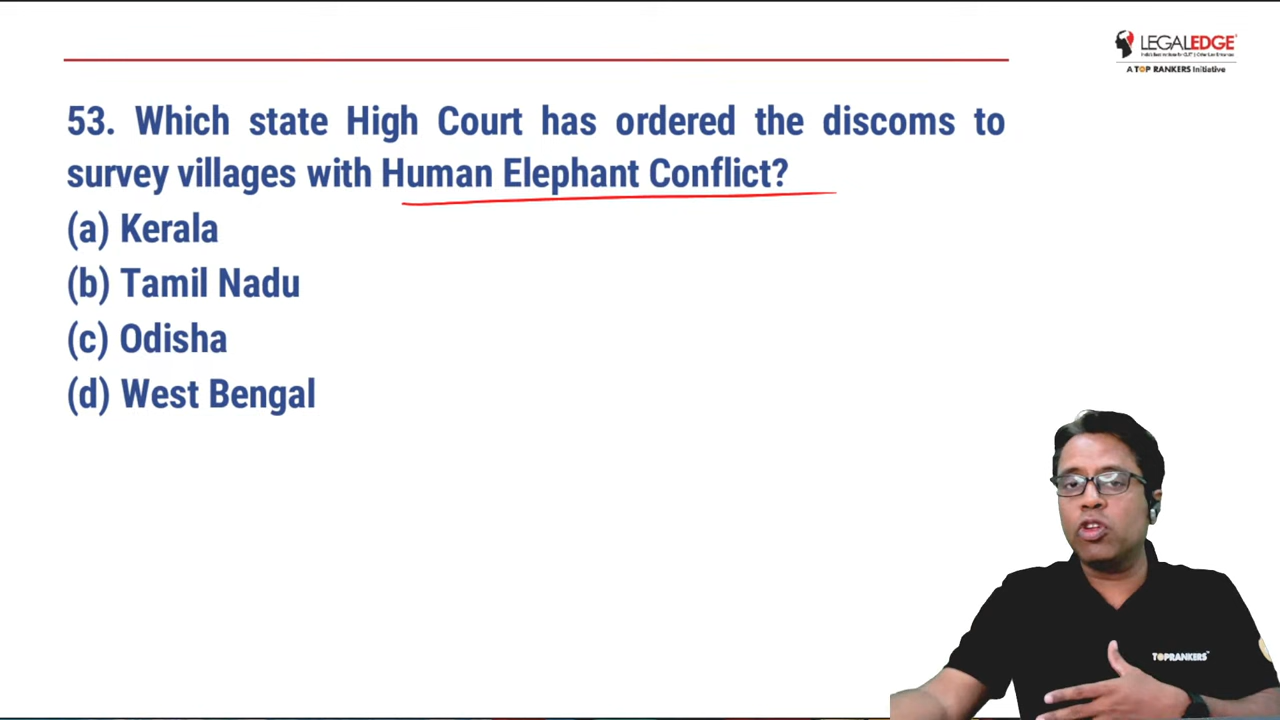 LEGALEDGE
A TOP RANKERS Initiative
53. Which state High Court has ordered the discoms to
survey villages with Human Elephant Conflict?
(a) Kerala
(b) Tamil Nadu
(c) Odisha
(d) West Bengal
TOPRANKERS